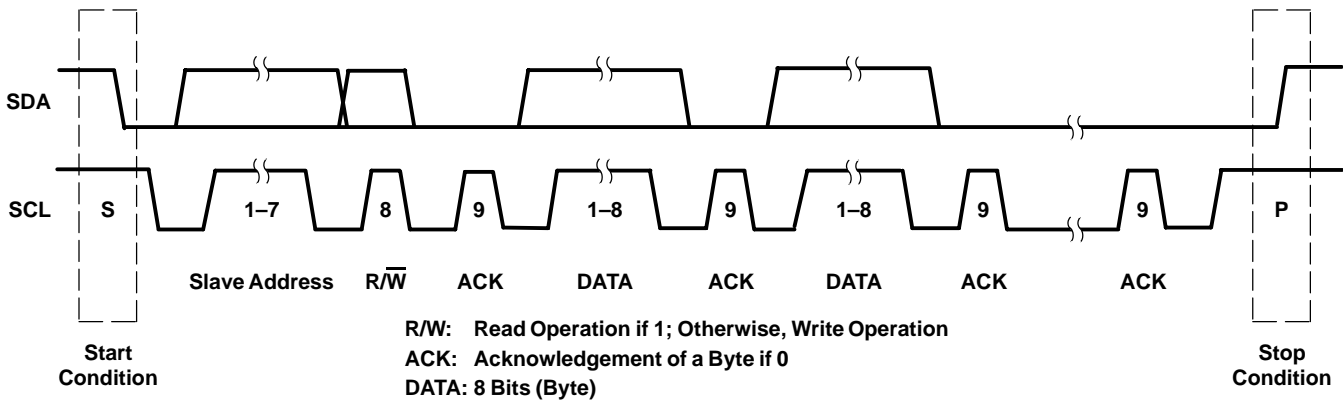 SDA
SCL
S
1–7
8
9
1–8
9
1–8
9
9
P
Slave Address
R/W̅
ACK
DATA
ACK
DATA
ACK
ACK
R/W: Read Operation if 1; Otherwise, Write Operation
ACK: Acknowledgement of a Byte if 0
DATA: 8 Bits (Byte)
Start
Condition
Stop
Condition